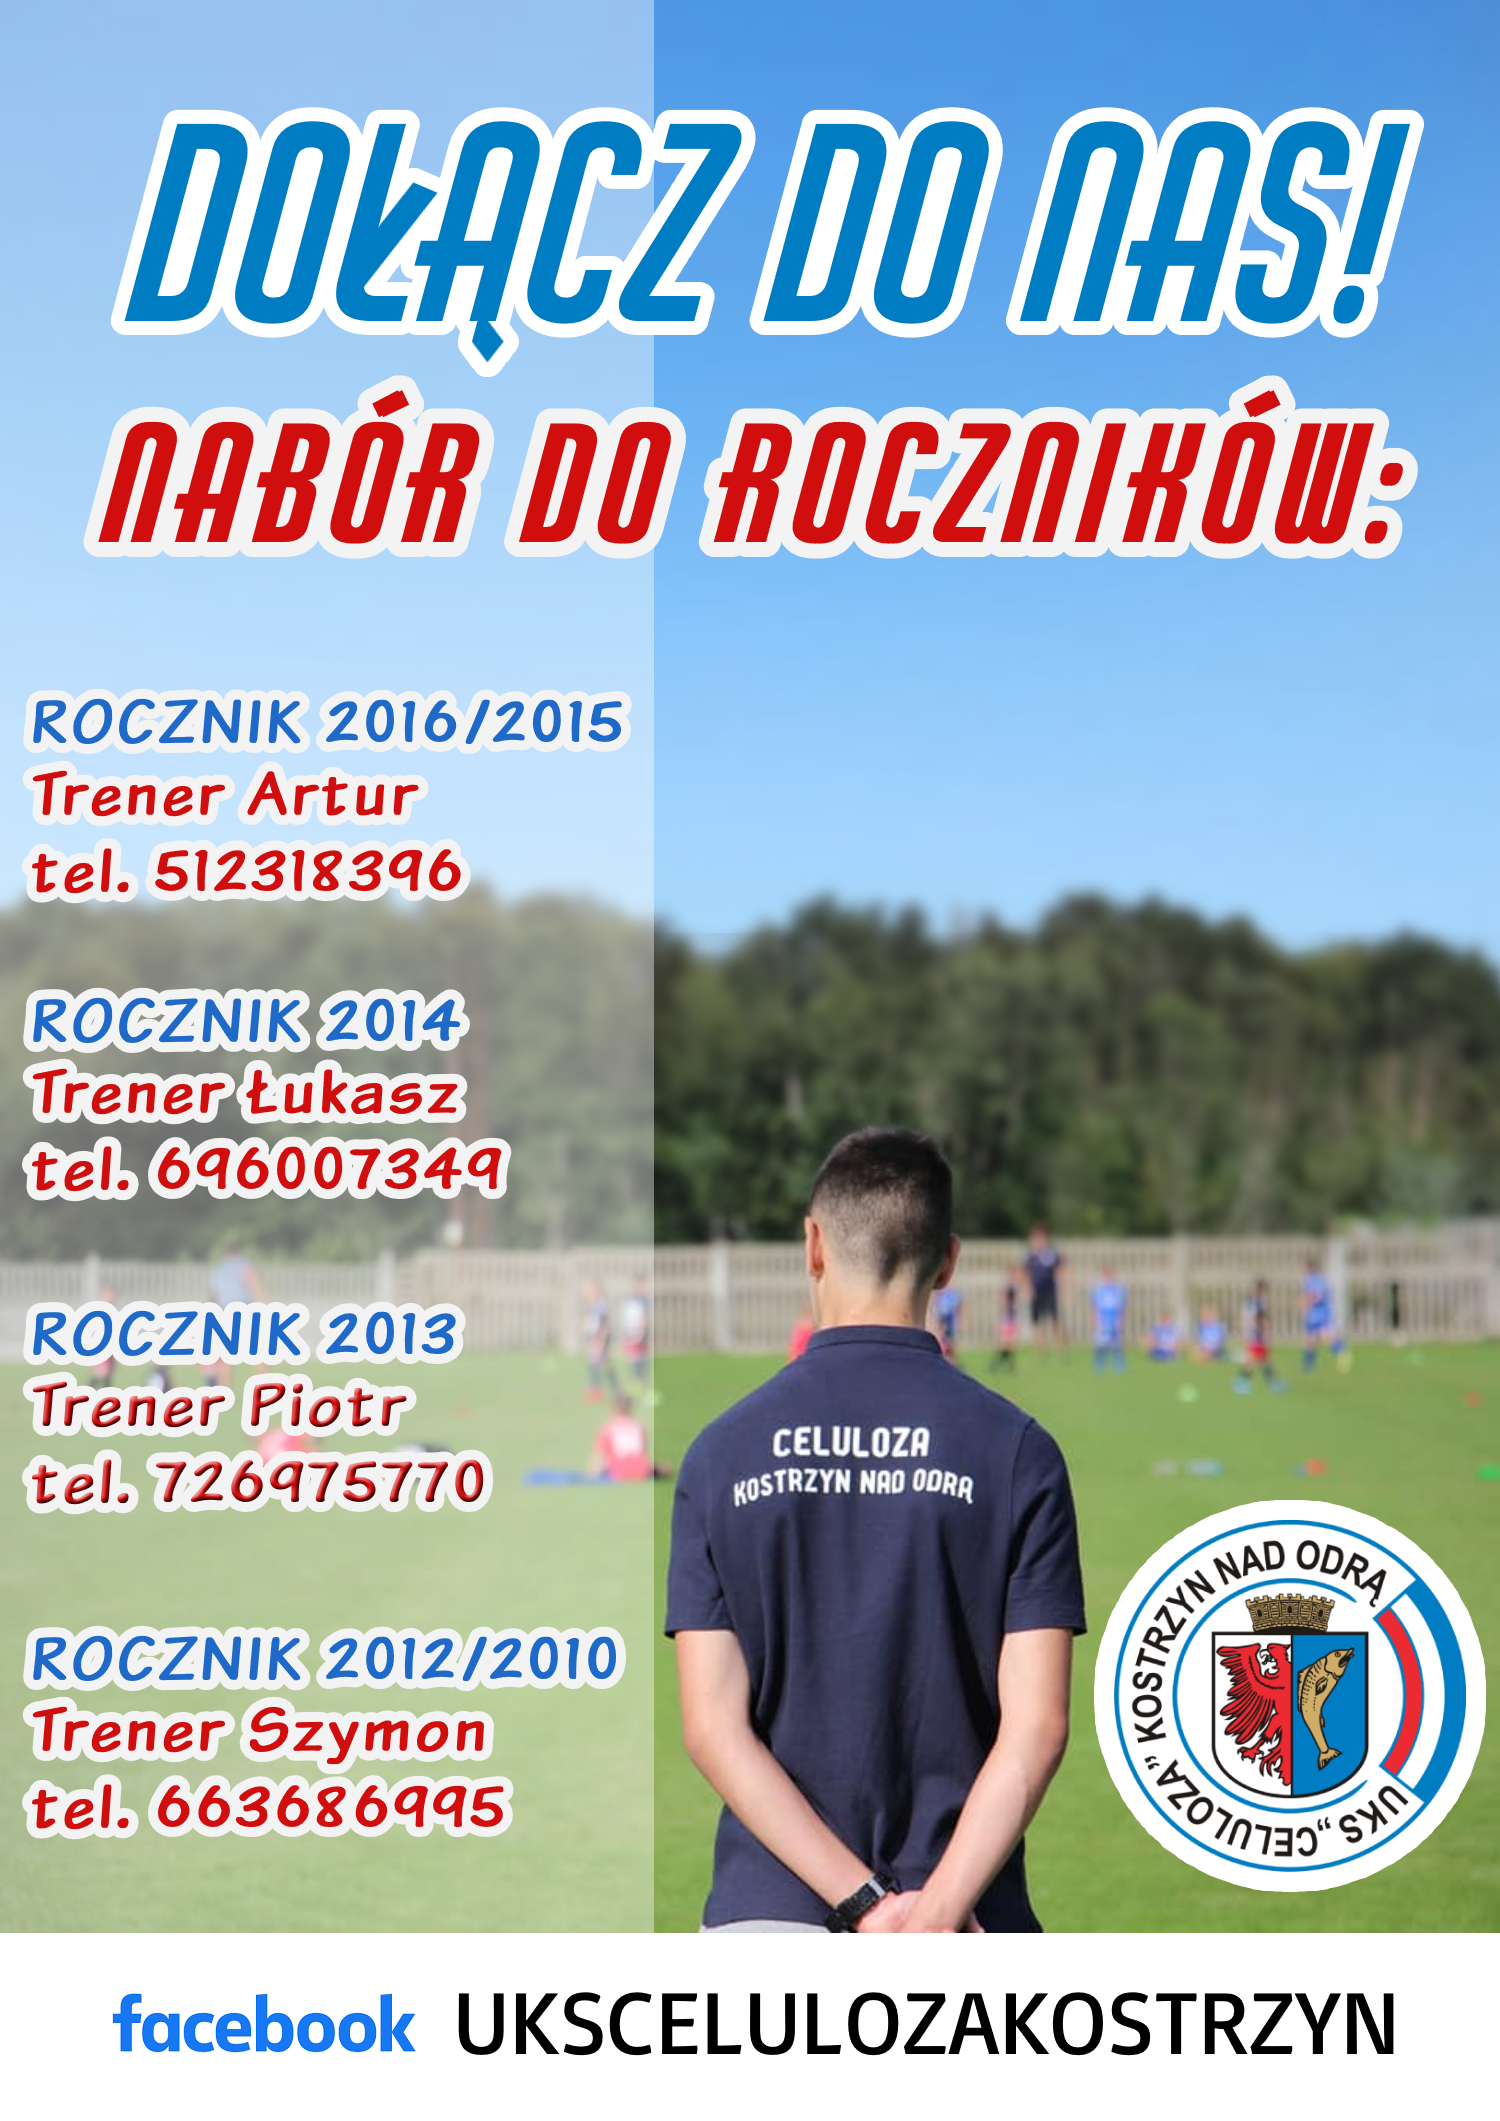 DOŁĄCZ DO NAS!
NABÓR DO ROCZNIKÓW:
ROCZNIK 2016/2015
Trener Artur
tel. 512318396
ROCZNIK 2014
Trener Łukasz
tel. 696007349
ROCZNIK 2013
Trener Piotr
tel. 726975770
ROCZNIK 2012/2010
Trener Szymon
tel. 663686995
CELULOZA
KOSTRZYN NAD ODRĄ
UKS „CELULOZA” KOSTRZYN NAD ODRĄ
facebook UKSCELULOZAKOSTRZYN